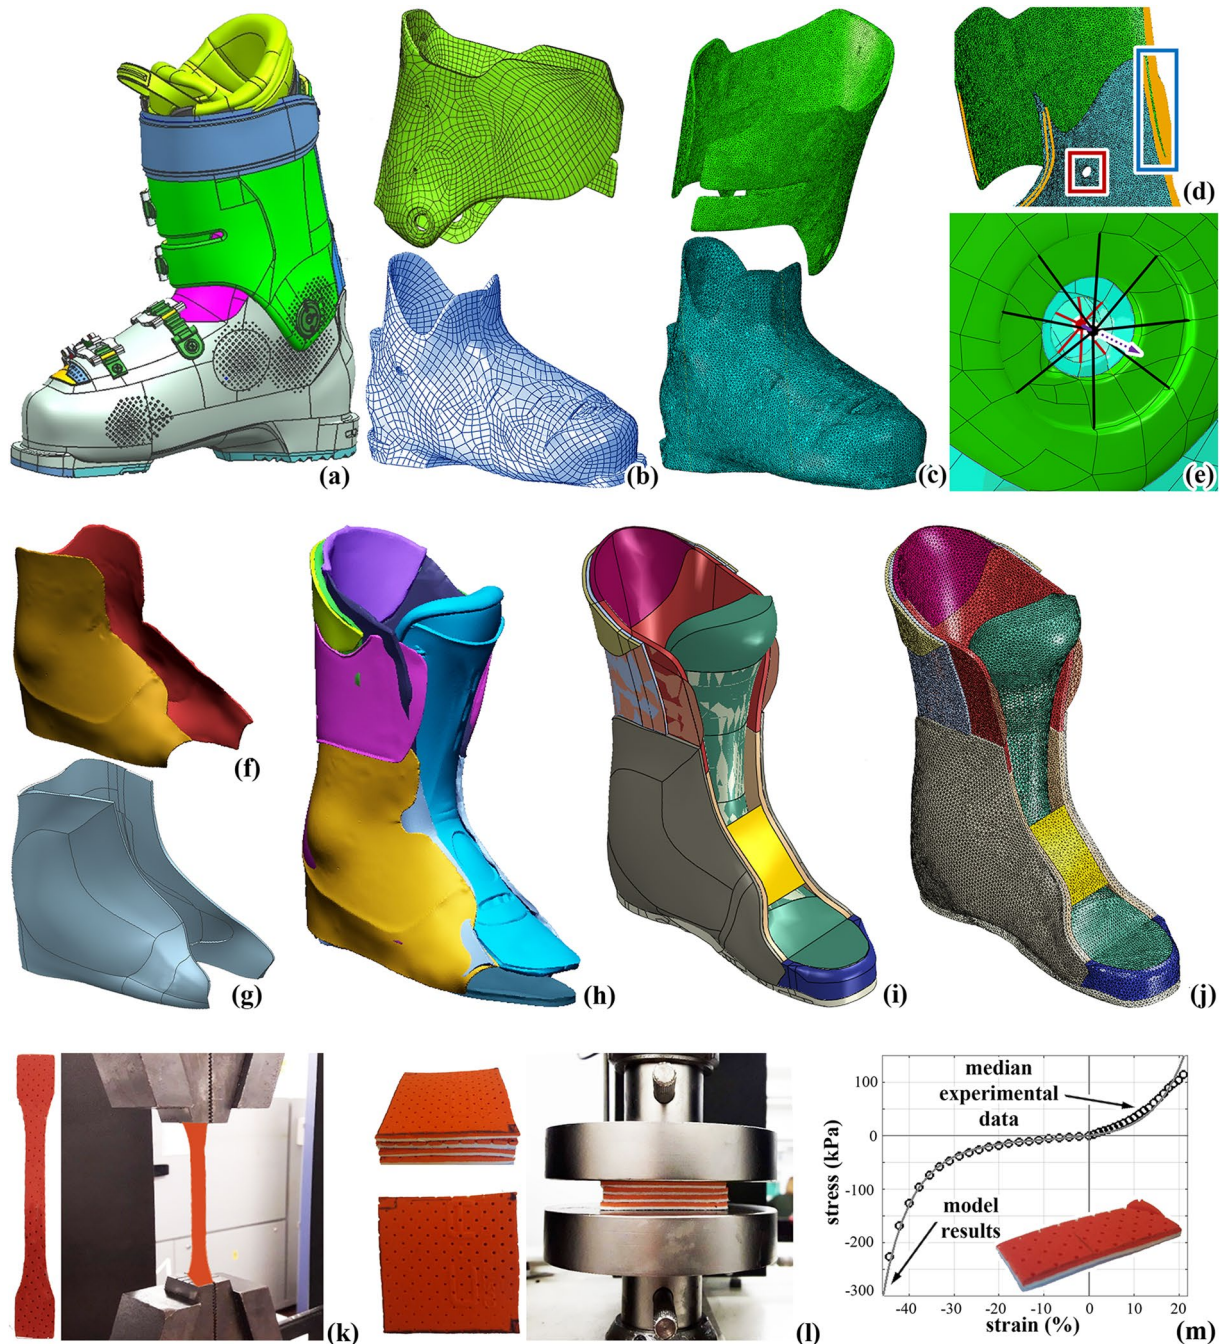 (a)
(b)
(c)
(d)
(e)
(f)
(g)
(h)
(i)
(j)
(k)
(l)
median
experimental
data
model
results
stress (kPa)
100
0
-100
-200
-300
-40
-30
-20
-10
0
10
20
strain (%)
(m)